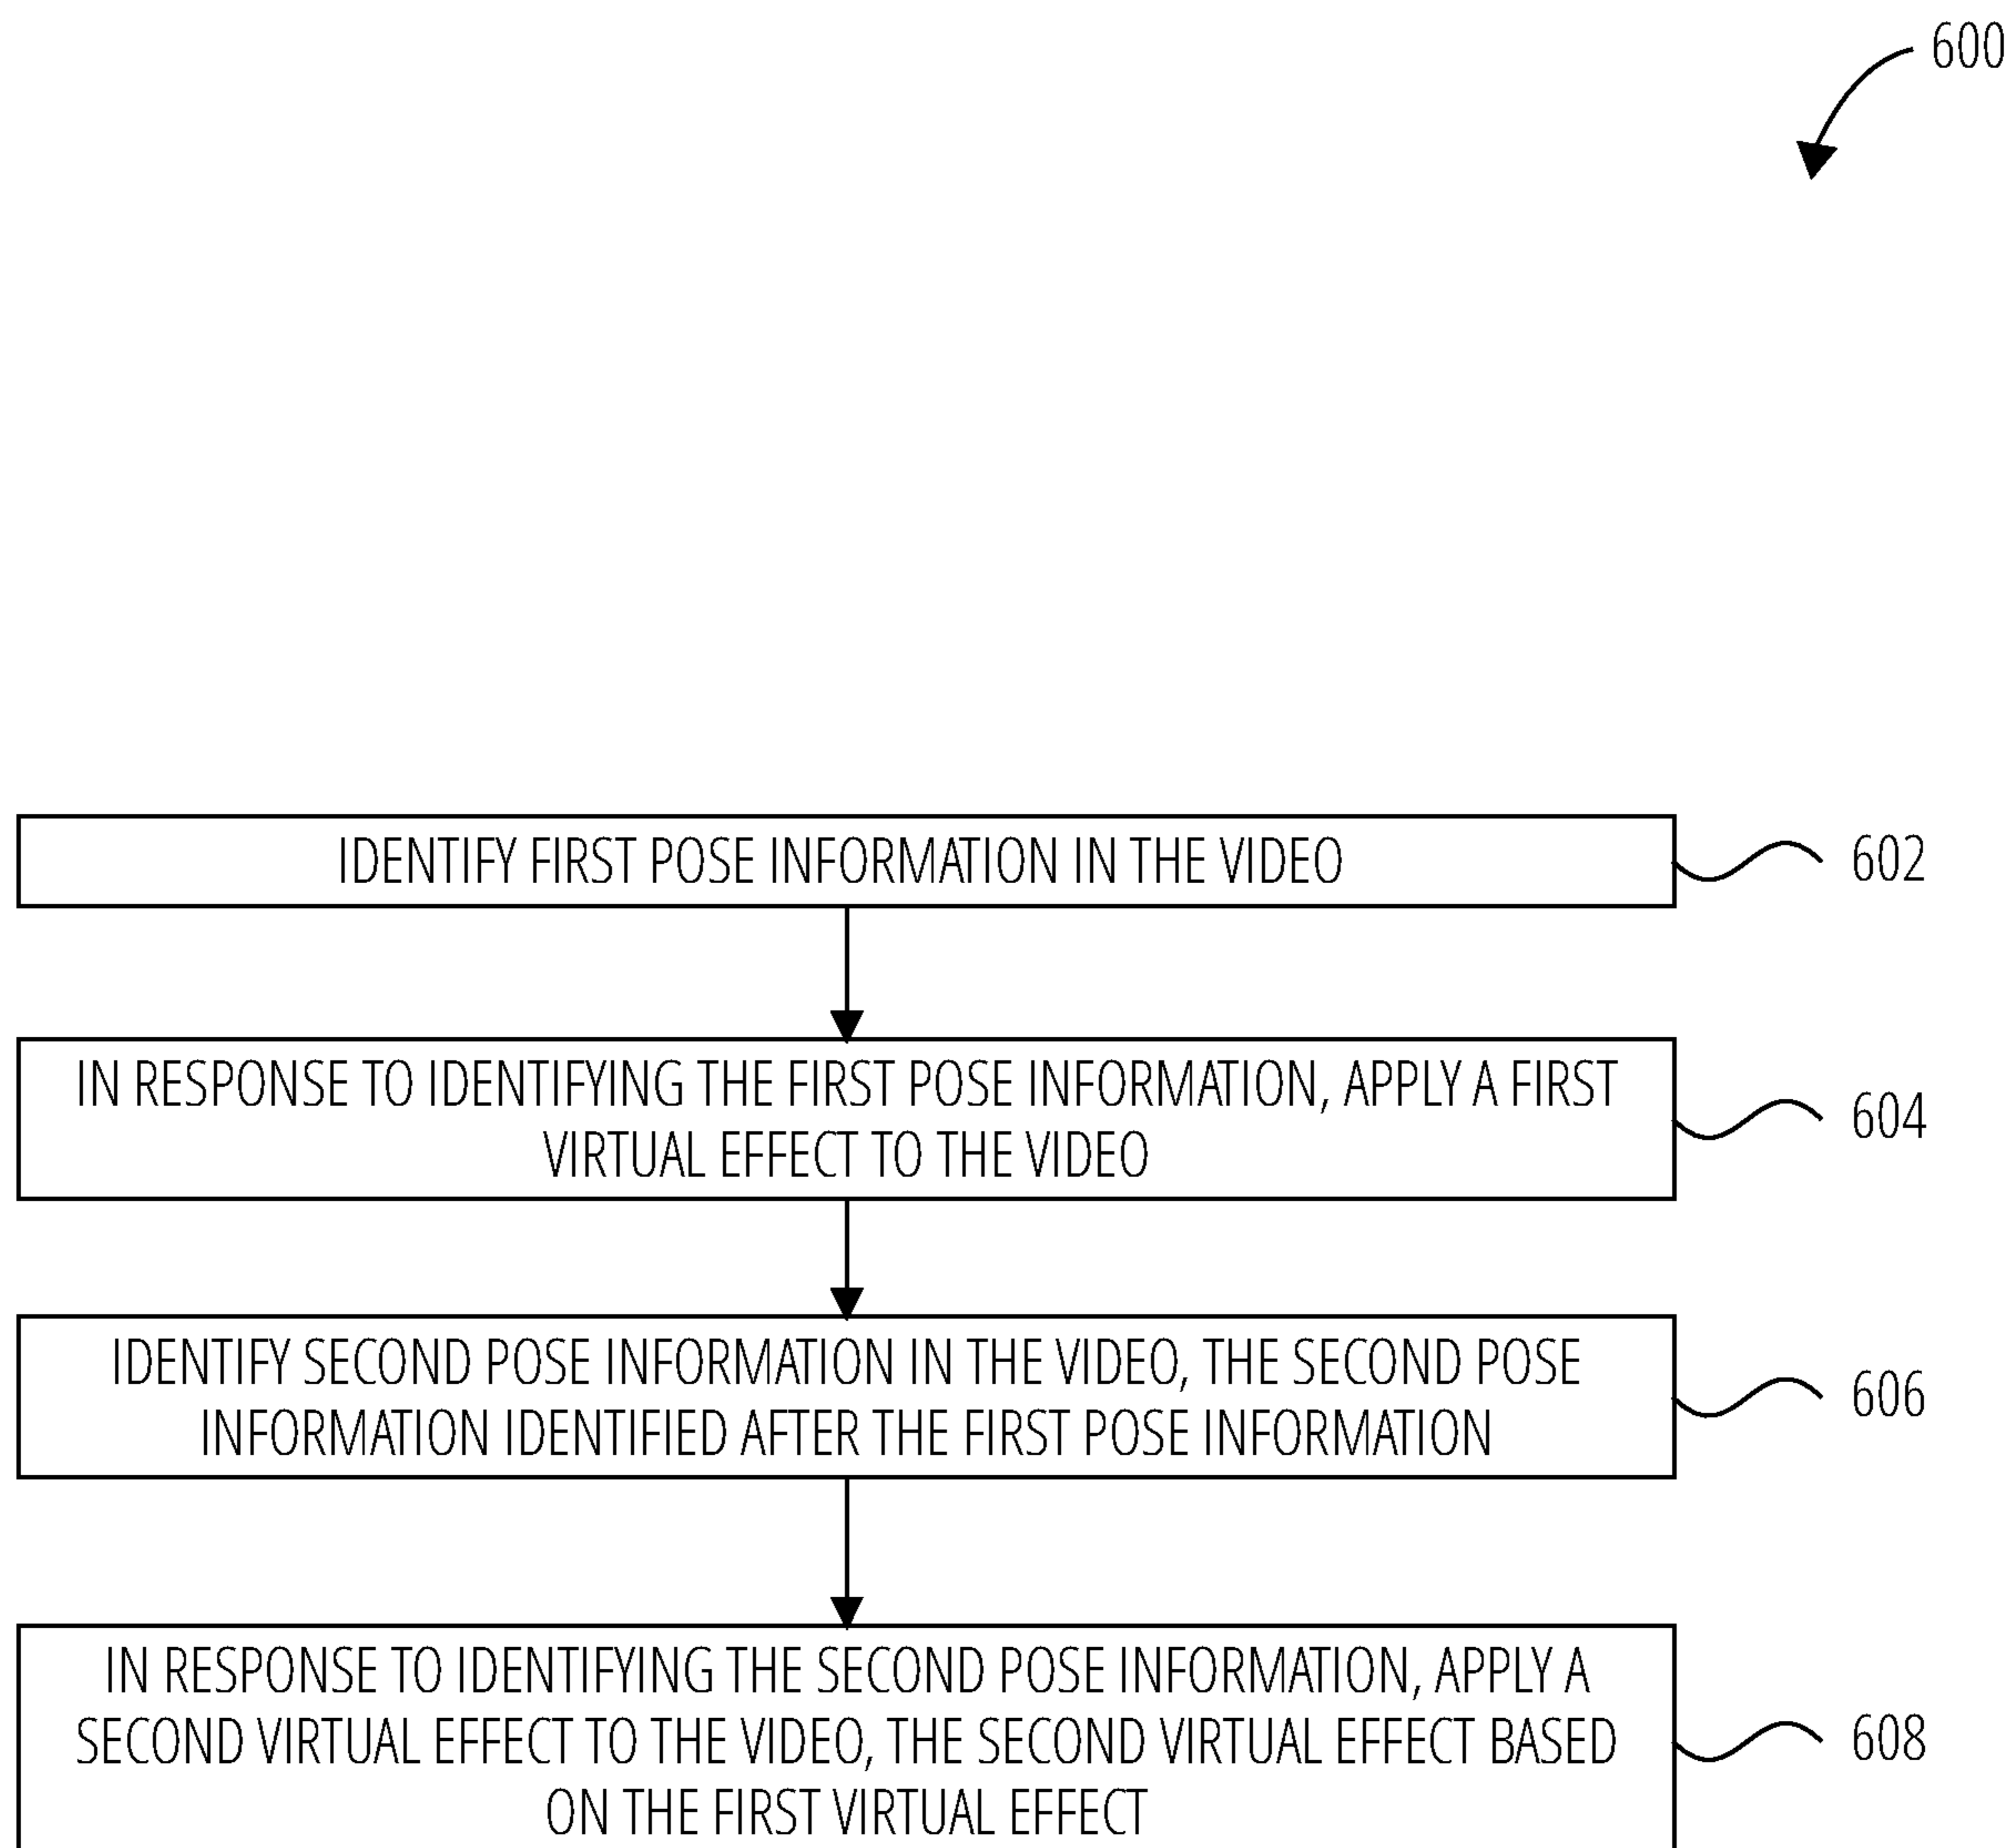 600
IDENTIFY FIRST POSE INFORMATION IN THE VIDEO
602
IN RESPONSE TO IDENTIFYING THE FIRST POSE INFORMATION, APPLY A FIRST
VIRTUAL EFFECT TO THE VIDEO
604
IDENTIFY SECOND POSE INFORMATION IN THE VIDEO, THE SECOND POSE
INFORMATION IDENTIFIED AFTER THE FIRST POSE INFORMATION
606
IN RESPONSE TO IDENTIFYING THE SECOND POSE INFORMATION, APPLY A
SECOND VIRTUAL EFFECT TO THE VIDEO, THE SECOND VIRTUAL EFFECT BASED
ON THE FIRST VIRTUAL EFFECT
608